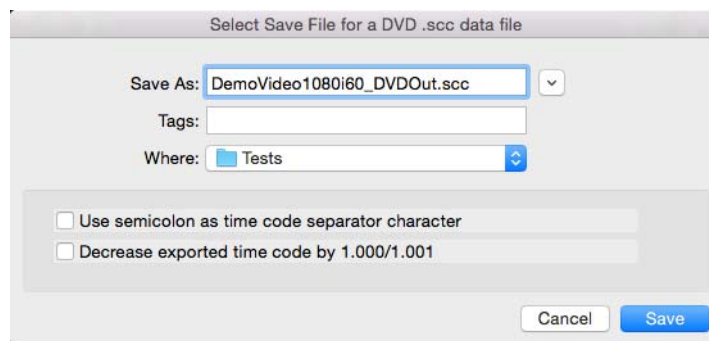 Select Save File for a DVD .scc data file
Save As: DemoVideo1080i60_DVDOut.scc
Tags:
Where: Tests
Use semicolon as time code separator character
Decrease exported time code by 1.000/1.001
Cancel Save